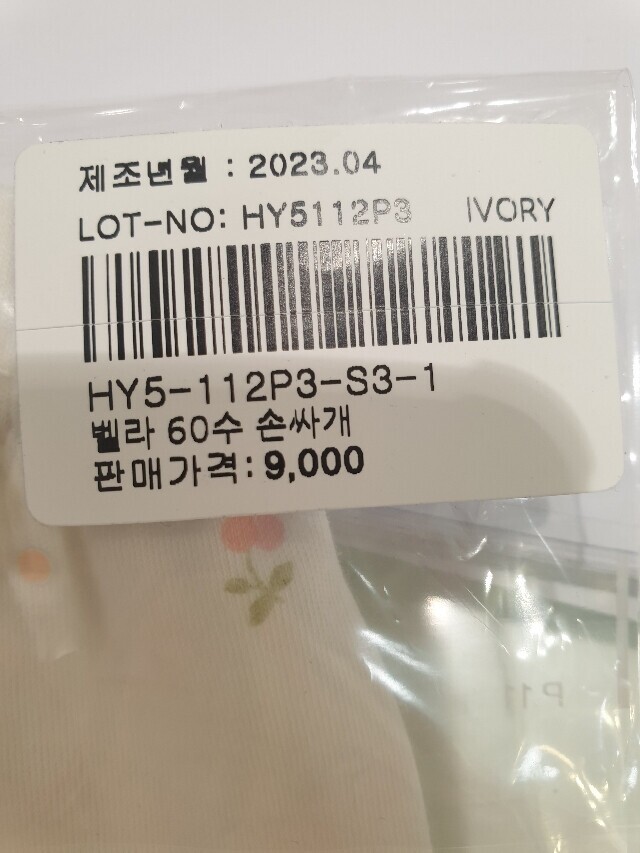 제조년월 : 2023.04
LOT-NO: HY5112P3 IVORY
HY5-112P3-S3-1
벨라 60수 손싸개
판매가격: 9,000